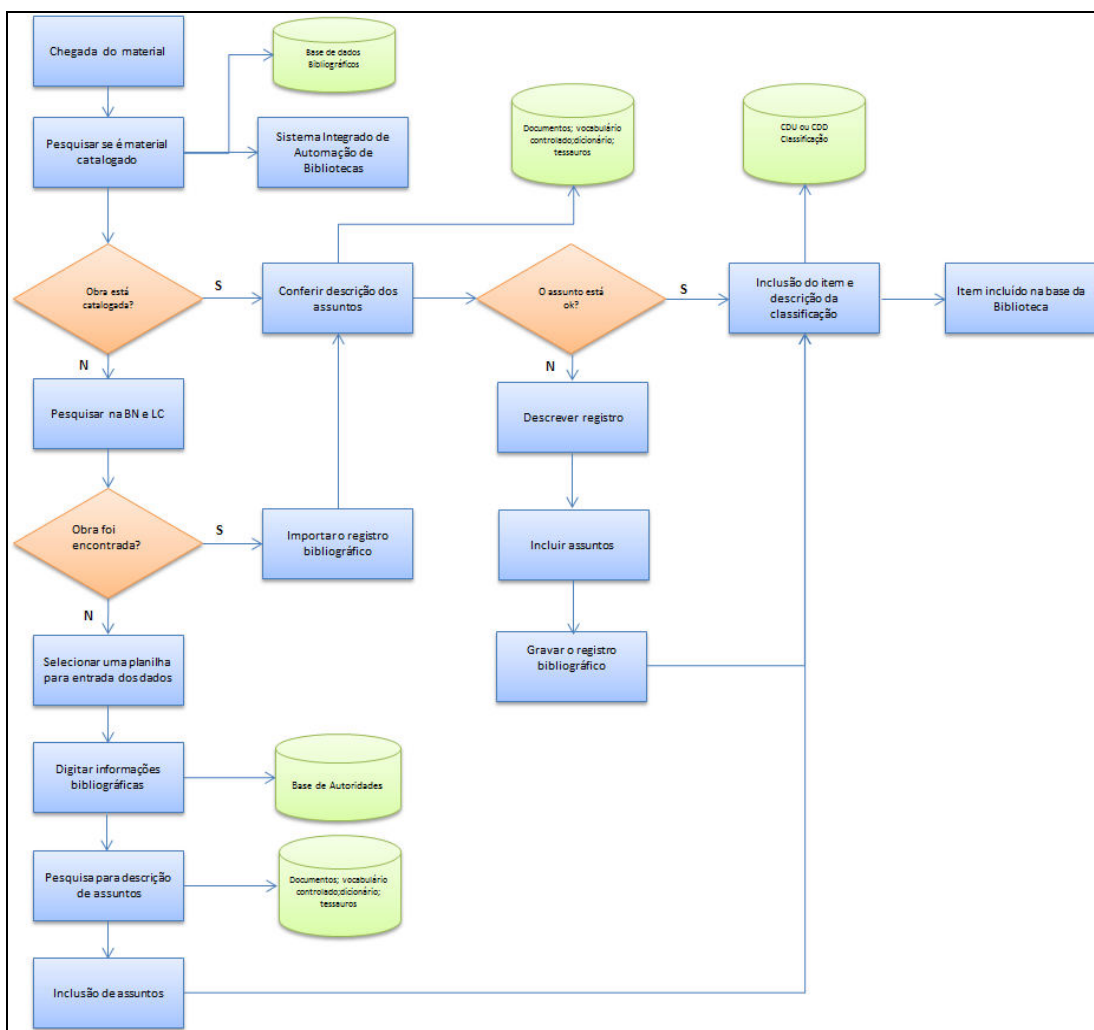 Chegada do material
Base de dados
Bibliográficos
Pesquisar se é material
catalogado
Sistema Integrado de
Automação de
Bibliotecas
Documentos; vocabulário
controlado;dicionário;
tessauros
CDU ou CDD
Classificação
Obra está
catalogada?
S
Conferir descrição dos
assuntos
O assunto está
ok?
S
Inclusão do item e
descrição da
classificação
Item incluído na base da
Biblioteca
N
Pesquisar na BN e LC
N
Descrever registro
Obra foi
encontrada?
S
Importar o registro
bibliográfico
Incluir assuntos
N
Selecionar uma planilha
para entrada dos dados
Gravar o registro
bibliográfico
Digitar informações
bibliográficas
Base de Autoridades
Pesquisa para descrição
de assuntos
Documentos; vocabulário
controlado;dicionário;
tessauros
Inclusão de assuntos